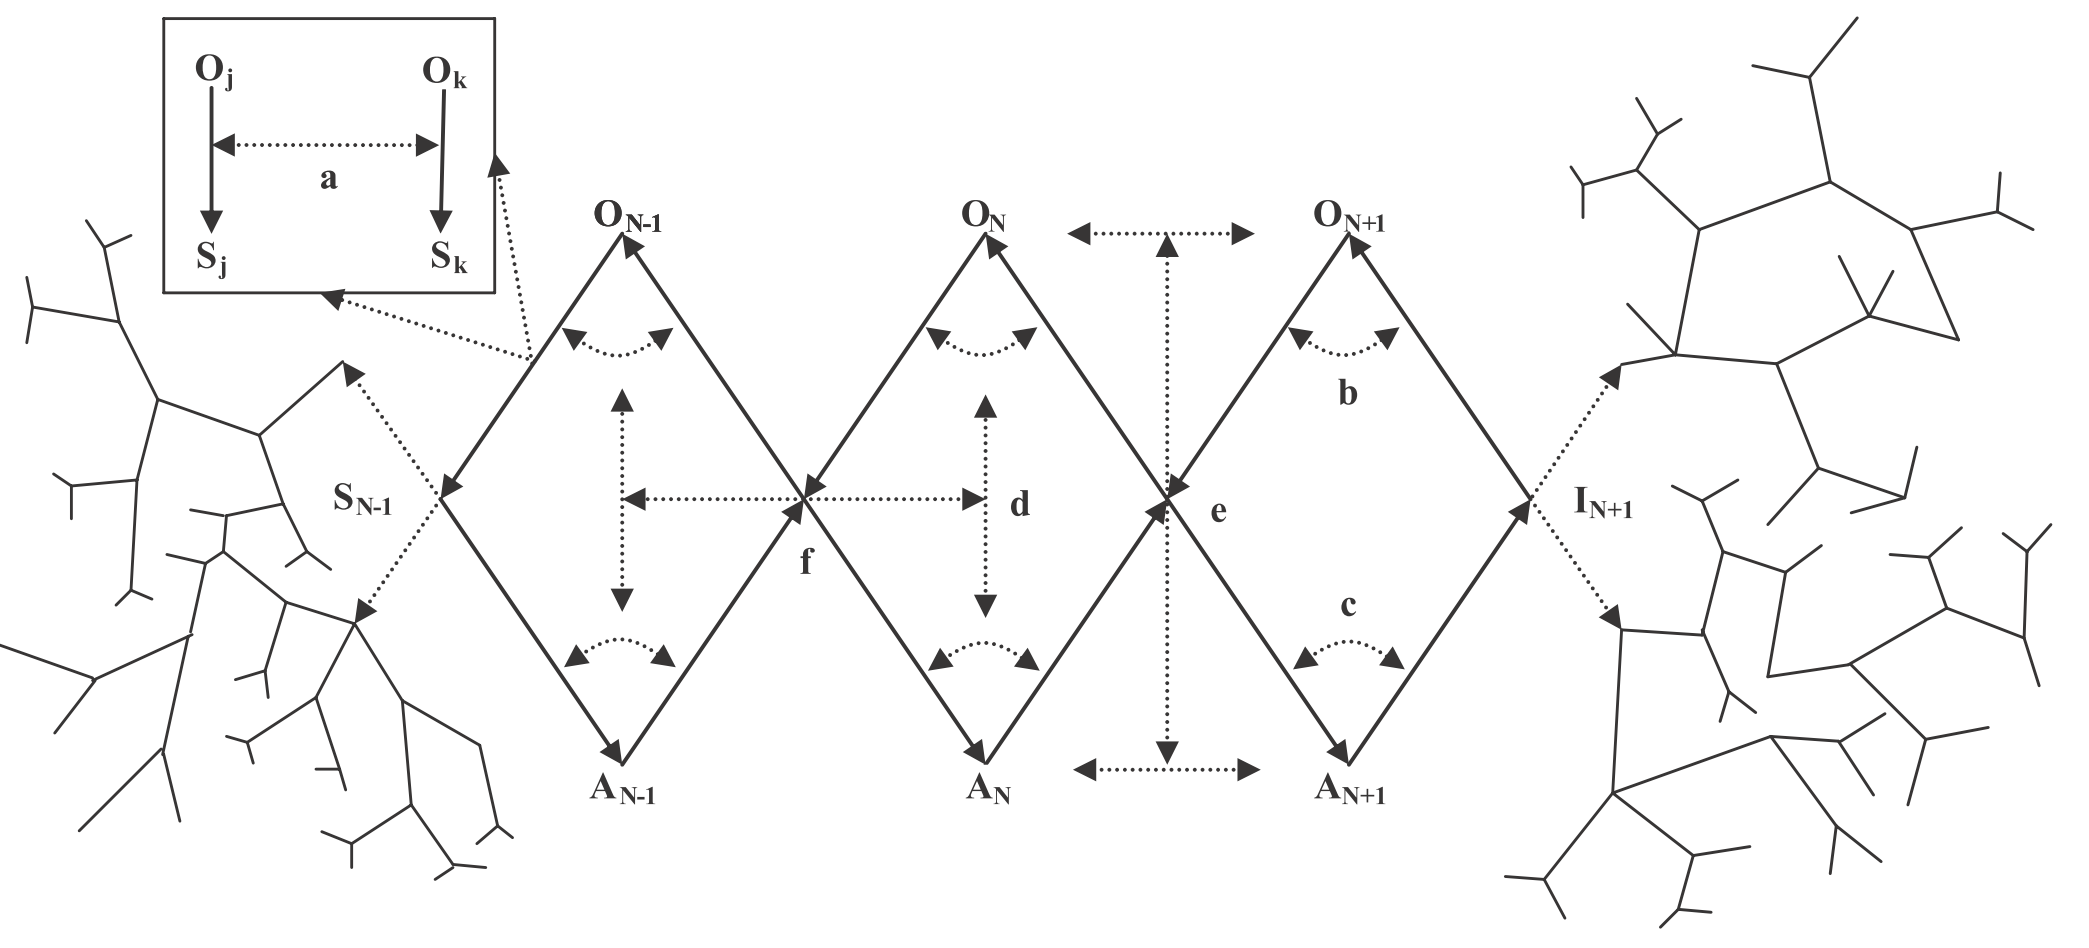 Oj Ok
a
Sj Sk
ON-1 ON ON+1
b
SN-1 d e IN+1
f
c
AN-1 AN AN+1